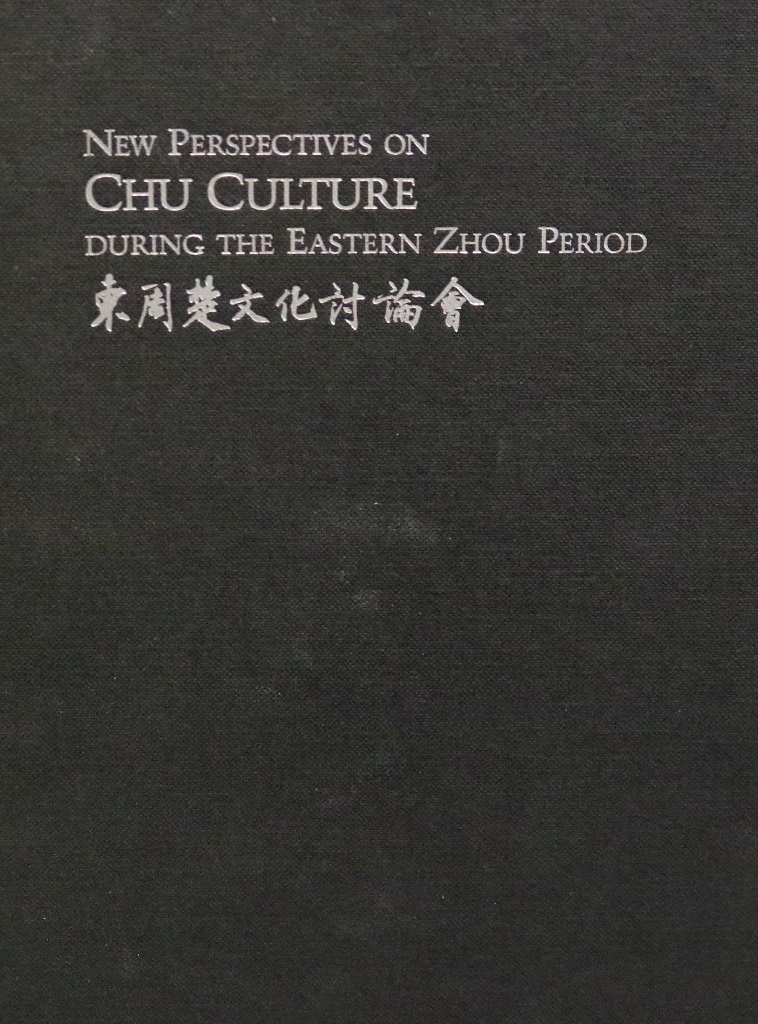 New Perspectives on
Chu Culture
during the Eastern Zhou Period
東周楚文化討論會